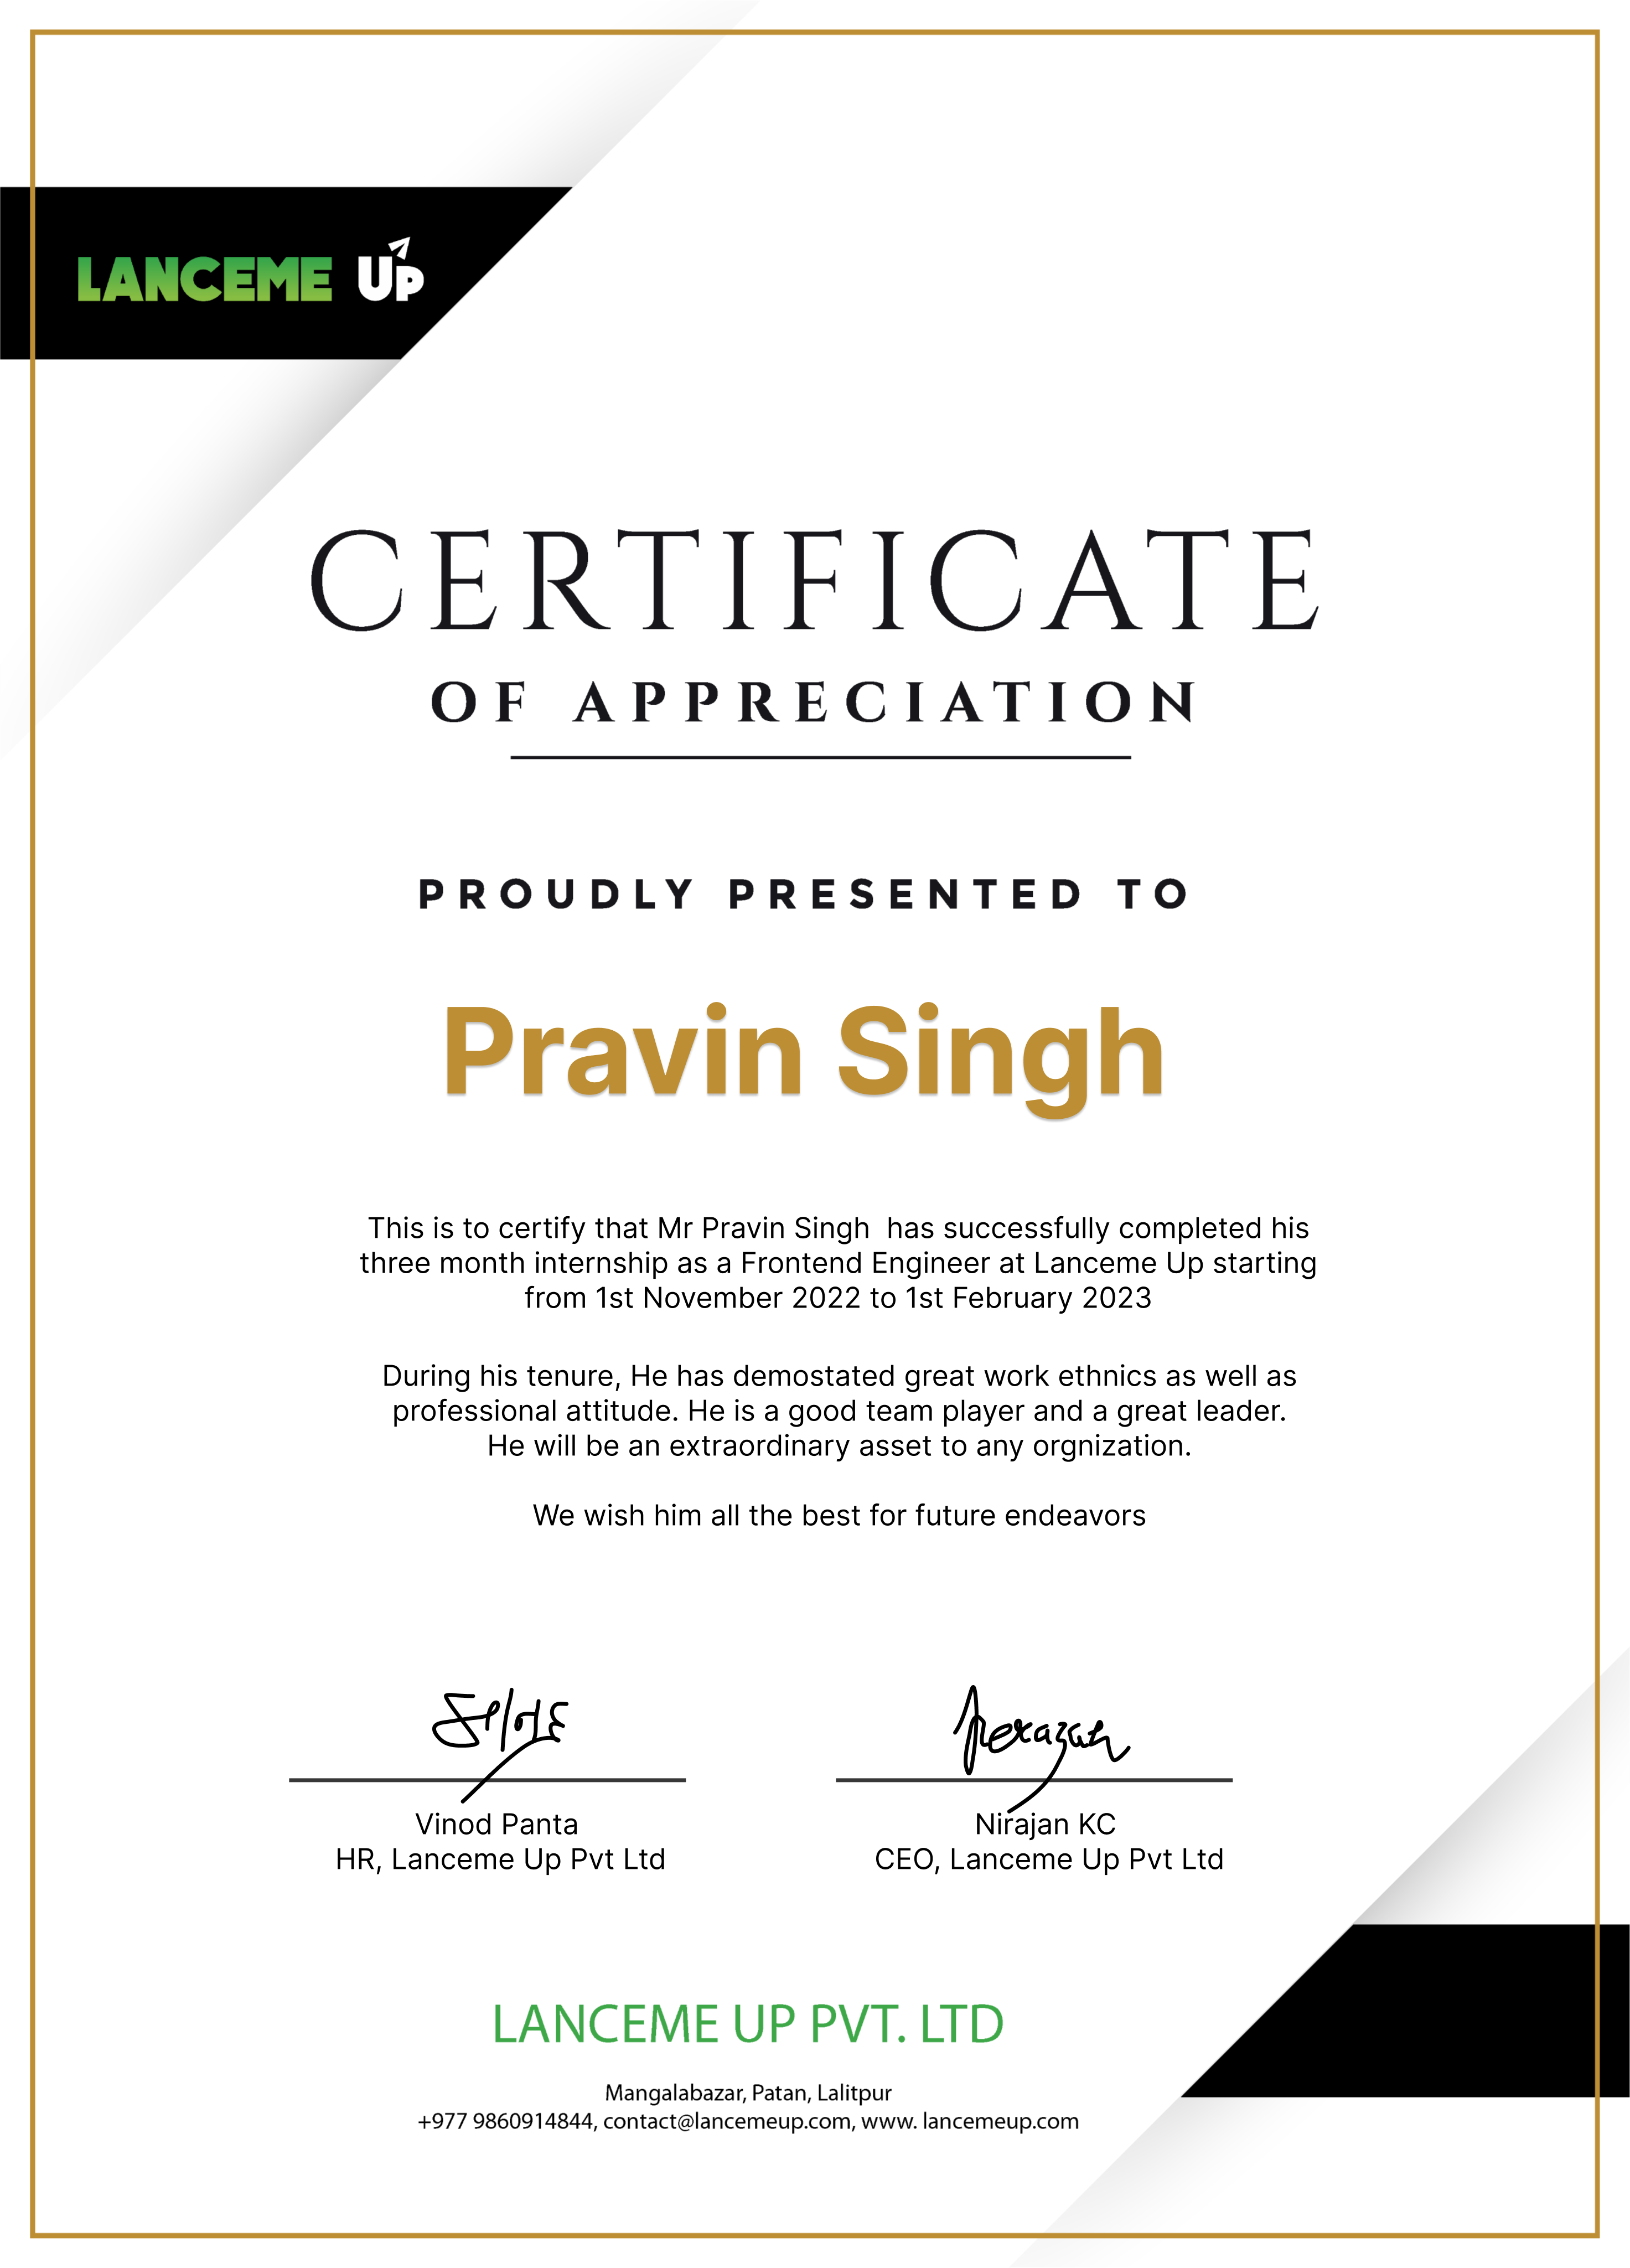 LANCEME UP
CERTIFICATE
OF APPRECIATION
PROUDLY PRESENTED TO
Pravin Singh
This is to certify that Mr Pravin Singh  has successfully completed his
three month internship as a Frontend Engineer at Lanceme Up starting
from 1st November 2022 to 1st February 2023
During his tenure, He has demostated great work ethnics as well as
professional attitude. He is a good team player and a great leader.
He will be an extraordinary asset to any orgnization.
We wish him all the best for future endeavors
Vinod Panta
HR, Lanceme Up Pvt Ltd
Nirajan KC
CEO, Lanceme Up Pvt Ltd
LANCEME UP PVT. LTD
Mangalabazar, Patan, Lalitpur
+977 9860914844, contact@lancemeup.com, www. lancemeup.com